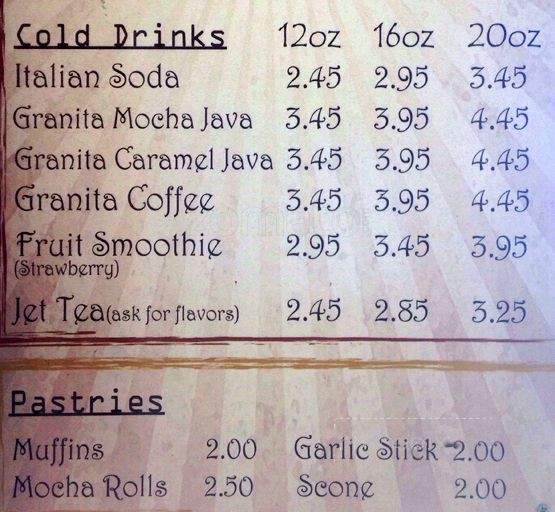 Cold Drinks 12oz 16oz 20oz
Italian Soda 2.45 2.95 3.45
Granita Mocha Java 3.45 3.95 4.45
Granita Caramel Java 3.45 3.95 4.45
Granita Coffee 3.45 3.95 4.45
Fruit Smoothie 2.95 3.45 3.95
(Strawberry)
Jet Tea (ask for flavors) 2.45 2.85 3.25
Pastries
Muffins 2.00 Garlic Stick 2.00
Mocha Rolls 2.50 Scone 2.00